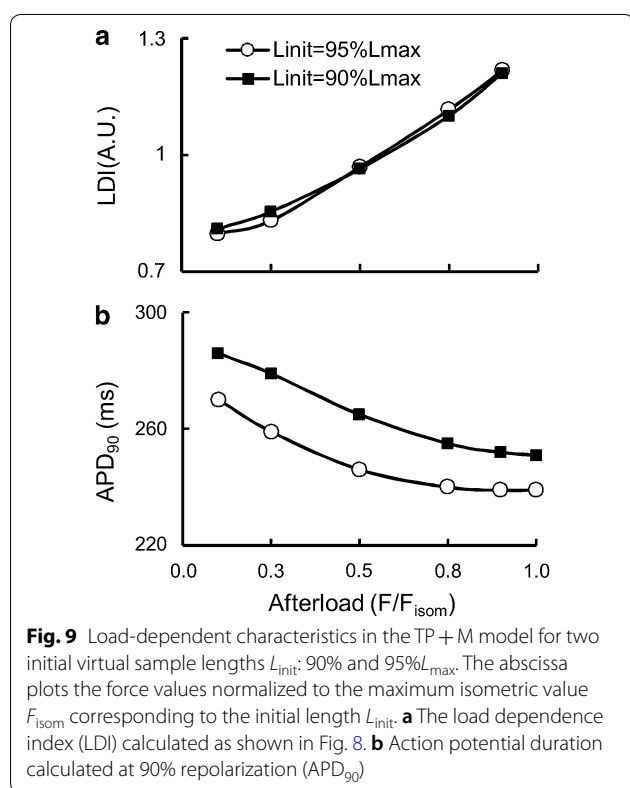 a
1.3
Linit=95%Lmax
Linit=90%Lmax
LDI(A.U.)
1
0.7
b
300
APD90 (ms)
260
220
0.0 0.3 0.5 0.8 1.0
Afterload (F/Fisom)
Fig. 9 Load-dependent characteristics in the TP + M model for two
initial virtual sample lengths Linit: 90% and 95%Lmax. The abscissa
plots the force values normalized to the maximum isometric value
Fisom corresponding to the initial length Linit. a The load dependence
index (LDI) calculated as shown in Fig. 8. b Action potential duration
calculated at 90% repolarization (APD90)